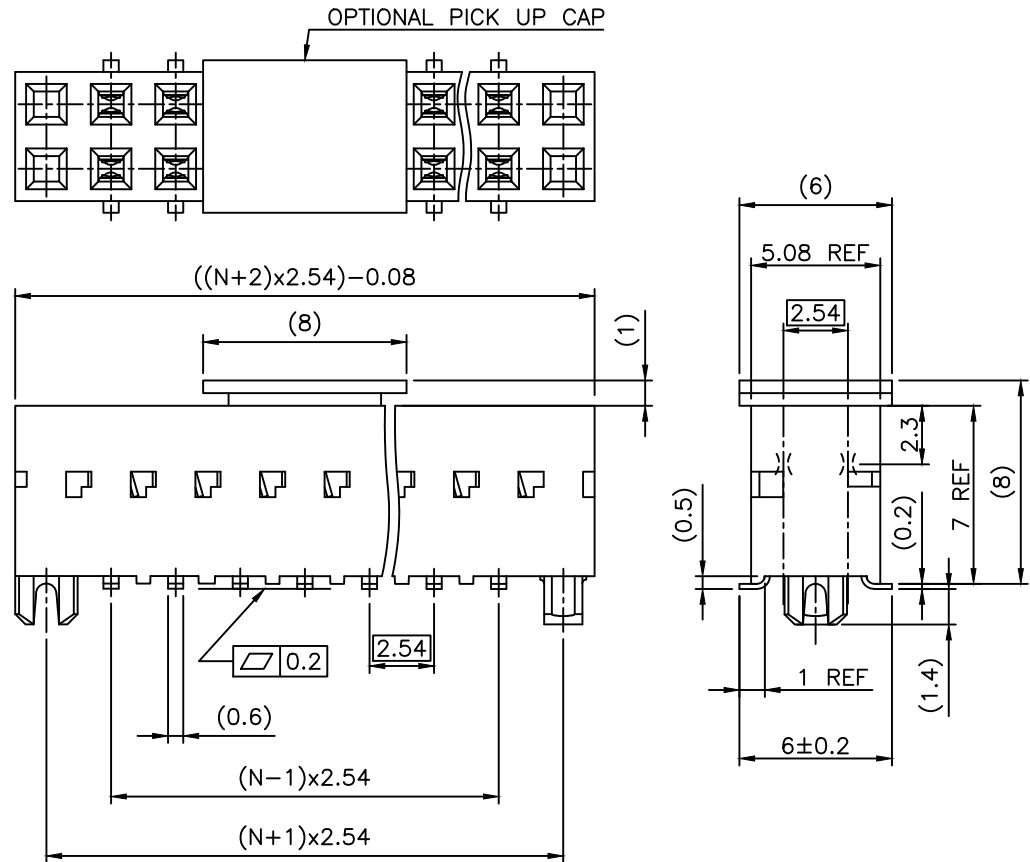 OPTIONAL PICK UP CAP
(6)
5.08 REF
((N+2)x2.54)−0.08
2.54
(8)
(1)
2.3
7 REF
(8)
(0.5)
(0.2)
2.54
0.2
1 REF
(1.4)
(0.6)
6±0.2
(N−1)x2.54
(N+1)x2.54